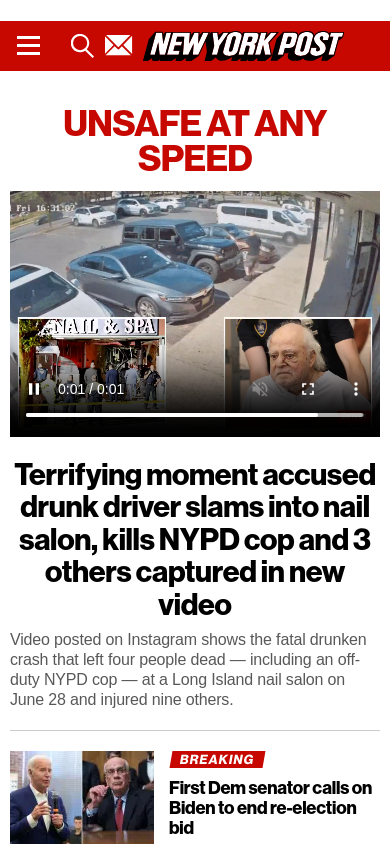 NEW YORK POST
UNSAFE AT ANY
SPEED
Fri 16:31:07
NAIL & SPA
0:01 / 0:01
Terrifying moment accused
drunk driver slams into nail
salon, kills NYPD cop and 3
others captured in new
video
Video posted on Instagram shows the fatal drunken
crash that left four people dead — including an off-
duty NYPD cop — at a Long Island nail salon on
June 28 and injured nine others.
BREAKING
First Dem senator calls on
Biden to end re-election
bid